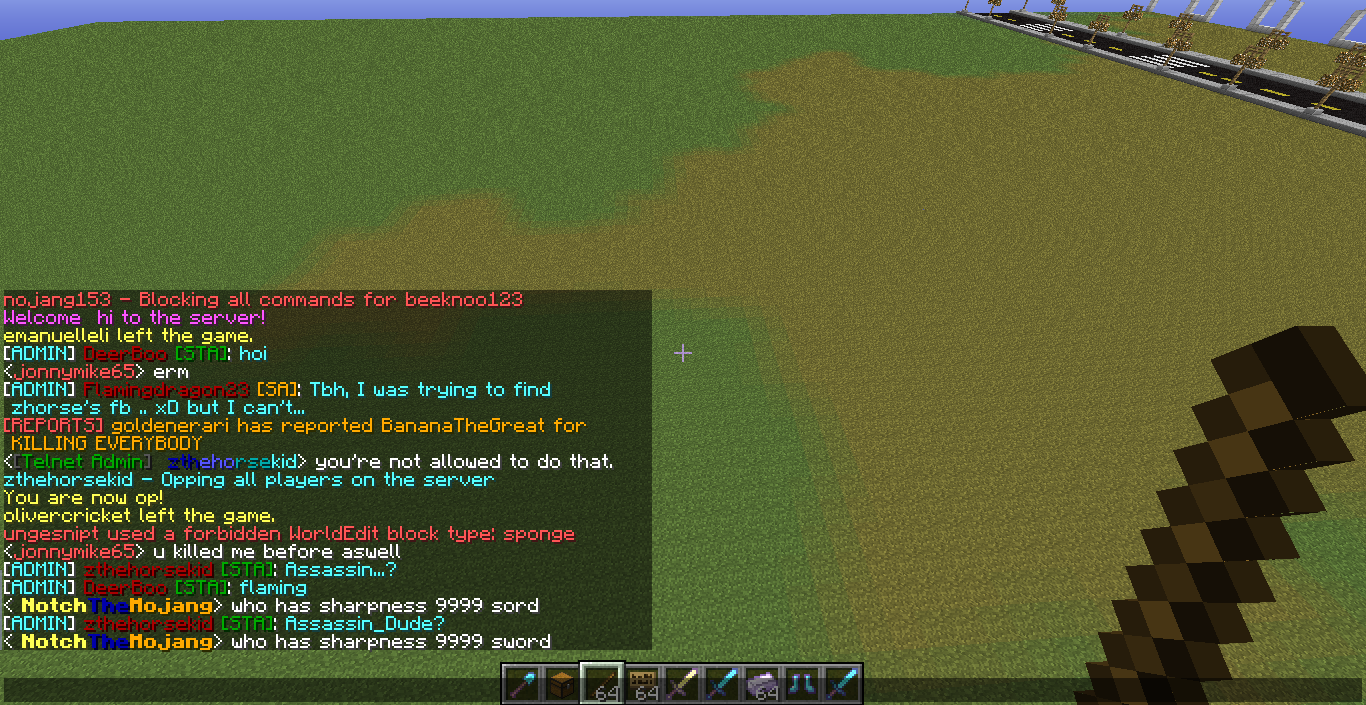 nojang153 - Blocking all commands for beeknoo123
Welcome  hi to the server!
emanuelleli left the game.
[ADMIN] DeerBoo [STA]: hoi
<jonnymike65> erm
[ADMIN] Flamingdragon23 [SA]: Tbh, I was trying to find
zhorse's fb .. xD but I can't...
[REPORTS] goldenerari has reported BananaTheGreat for
KILLING EVERYBODY
<[Telnet Admin]  zthehorsekid> you're not allowed to do that.
zthehorsekid - Opping all players on the server
You are now op!
olivercricket left the game.
ungesnipt used a forbidden WorldEdit block type: sponge
<jonnymike65> u killed me before aswell
[ADMIN] zthehorsekid [STA]: Assassin...?
[ADMIN] DeerBoo [STA]: flaming
< NotchTheMojang> who has sharpness 9999 sord
[ADMIN] zthehorsekid [STA]: Assassin_Dude?
< NotchTheMojang> who has sharpness 9999 sword
64 64 64